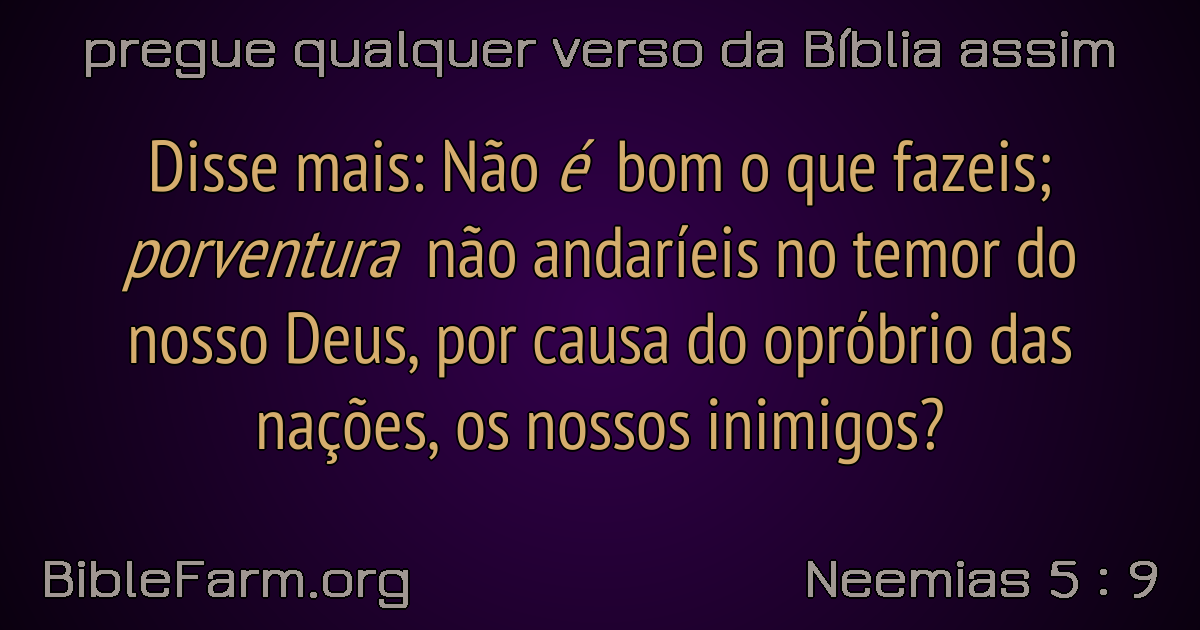 pregue qualquer verso da Bíblia assim
Disse mais: Não é bom o que fazeis;
porventura não andaríeis no temor do
nosso Deus, por causa do opróbrio das
nações, os nossos inimigos?
BibleFarm.org
Neemias 5 : 9